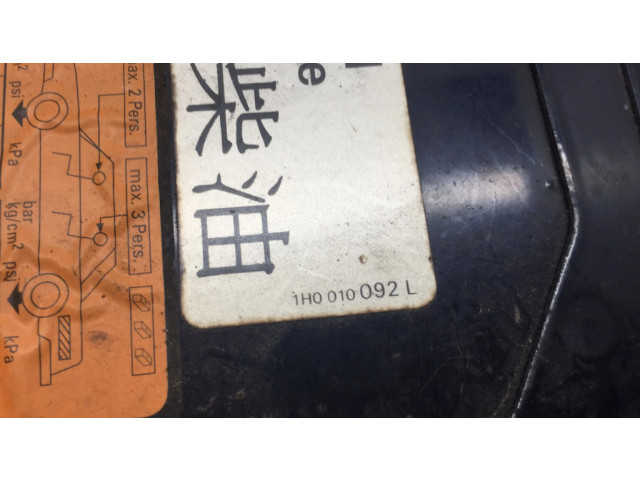 max. 2 Pers.
psi
kPa
max. 3 Pers.
bar
kg/cm² psi
kPa
柴油
1H0 010 092 L